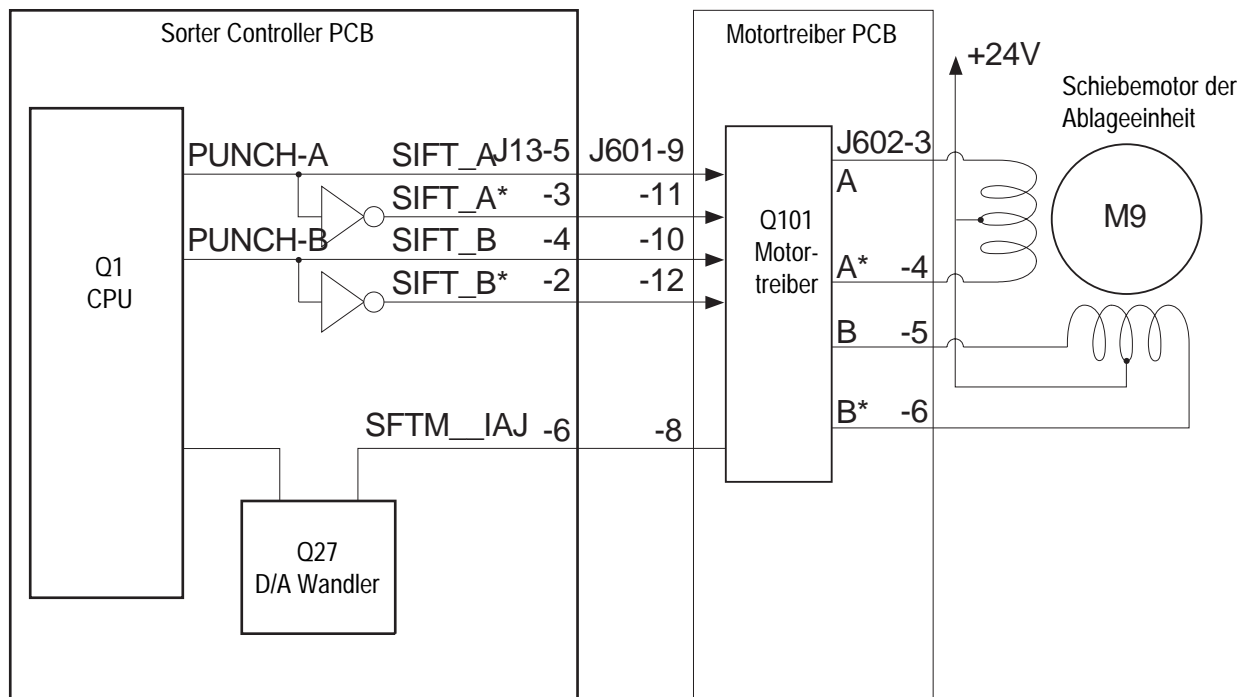 Sorter Controller PCB
Motortreiber PCB
+24V
Schiebemotor der
Ablageeinheit
PUNCH-A
SIFT_A
J13-5
J601-9
J602-3
A
SIFT_A*
-3
-11
PUNCH-B
SIFT_B
-4
-10
SIFT_B*
-2
-12
Q1
CPU
Q101
Motor-
treiber
A*
-4
M9
B
-5
B*
-6
SFTM__IAJ
-6
-8
Q27
D/A Wandler